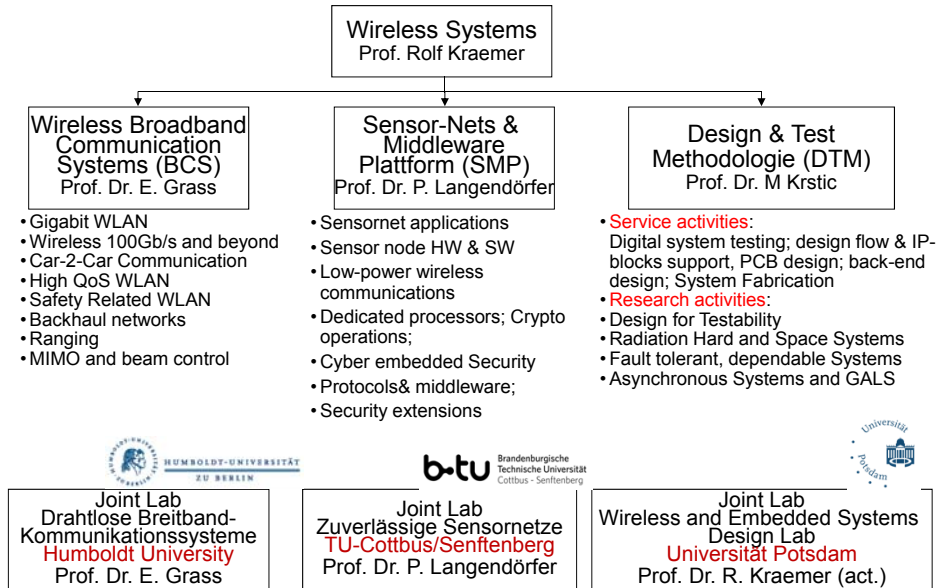 Wireless Systems
Prof. Rolf Kraemer
Wireless Broadband
Communication
Systems (BCS)
Prof. Dr. E. Grass
• Gigabit WLAN
• Wireless 100Gb/s and beyond
• Car-2-Car Communication
• High QoS WLAN
• Safety Related WLAN
• Backhaul networks
• Ranging
• MIMO and beam control
Sensor-Nets &
Middleware
Plattform (SMP)
Prof. Dr. P. Langendörfer
• Sensornet applications
• Sensor node HW & SW
• Low-power wireless
communications
• Dedicated processors; Crypto
operations;
• Cyber embedded Security
• Protocols& middleware;
• Security extensions
Design & Test
Methodologie (DTM)
Prof. Dr. M Krstic
• Service activities:
Digital system testing; design flow & IP-
blocks support, PCB design; back-end
design; System Fabrication
• Research activities:
• Design for Testability
• Radiation Hard and Space Systems
• Fault tolerant, dependable Systems
• Asynchronous Systems and GALS
HUMBOLDT-UNIVERSITÄT
ZU BERLIN
Joint Lab
Drahtlose Breitband-
Kommunikationssysteme
Humboldt University
Prof. Dr. E. Grass
b-tu
Brandenburgische
Technische Universität
Cottbus - Senftenberg
Joint Lab
Zuverlässige Sensornetze
TU-Cottbus/Senftenberg
Prof. Dr. P. Langendörfer
Universität
Potsdam
Joint Lab
Wireless and Embedded Systems
Design Lab
Universität Potsdam
Prof. Dr. R. Kraemer (act.)